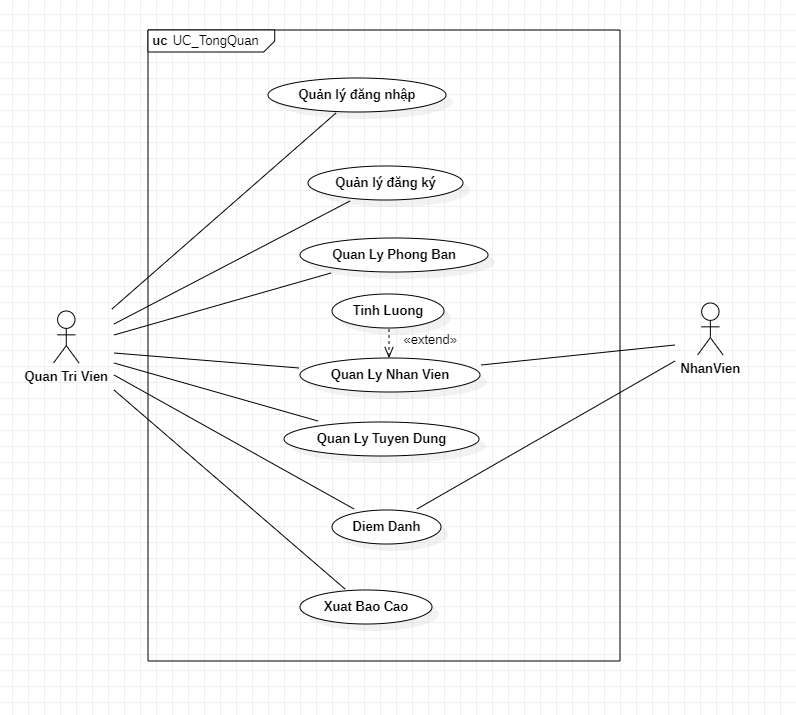 uc UC_TongQuan
Quản lý đăng nhập
Quản lý đăng ký
Quan Ly Phong Ban
Tinh Luong
«extend»
Quan Tri Vien
Quan Ly Nhan Vien
NhanVien
Quan Ly Tuyen Dung
Diem Danh
Xuat Bao Cao